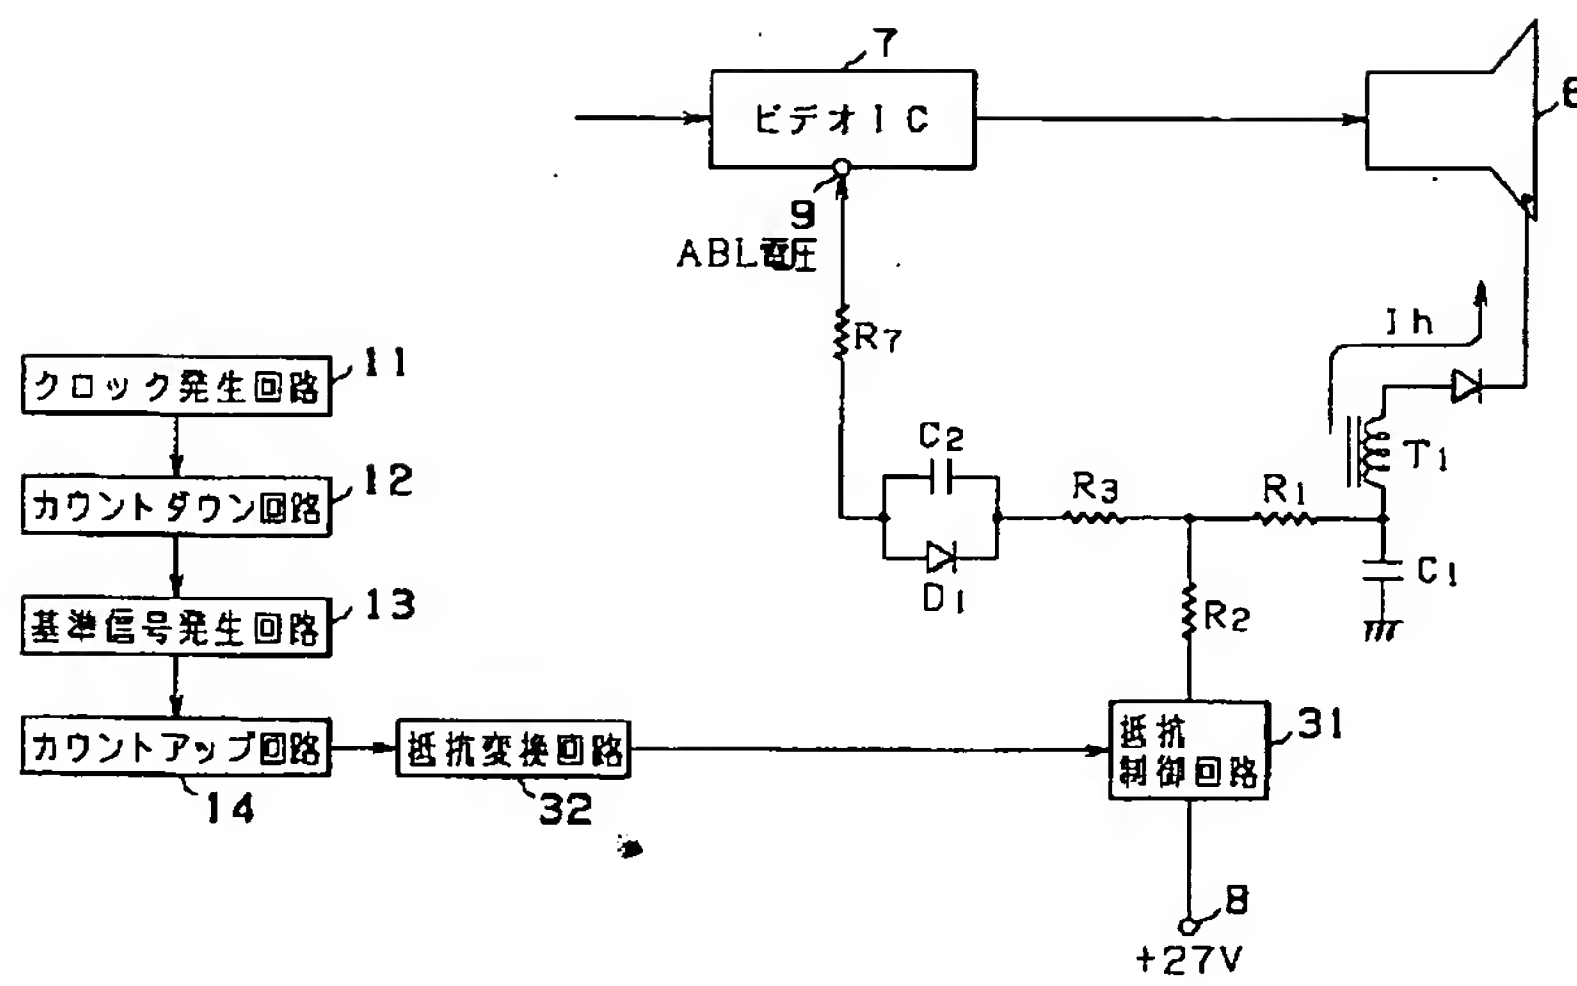 7
ビデオIC
9
ABL電圧
R7
Ih
T1
クロック発生回路
11
C2
カウントダウン回路
12
R3
R1
D1
C1
基準信号発生回路
13
R2
カウントアップ回路
14
抵抗変換回路
32
抵抗
制御回路
31
8
+27V